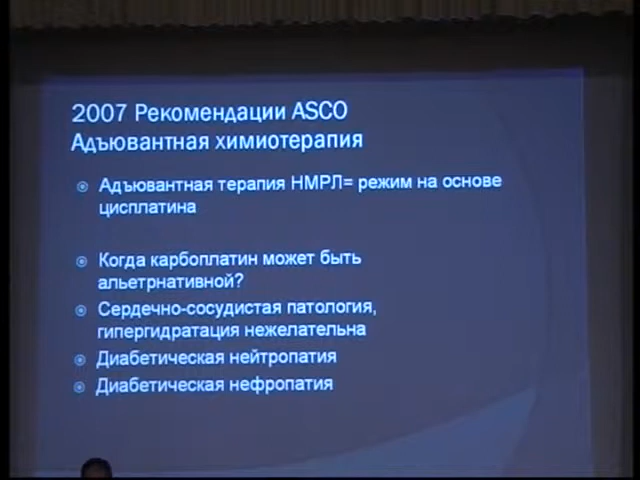 2007 Рекомендации ASCO
Адъювантная химиотерапия
Адъювантная терапия НМРЛ= режим на основе
цисплатина
Когда карбоплатин может быть
альетрнативной?
Сердечно-сосудистая патология,
гипергидратация нежелательна
Диабетическая нейтропатия
Диабетическая нефропатия